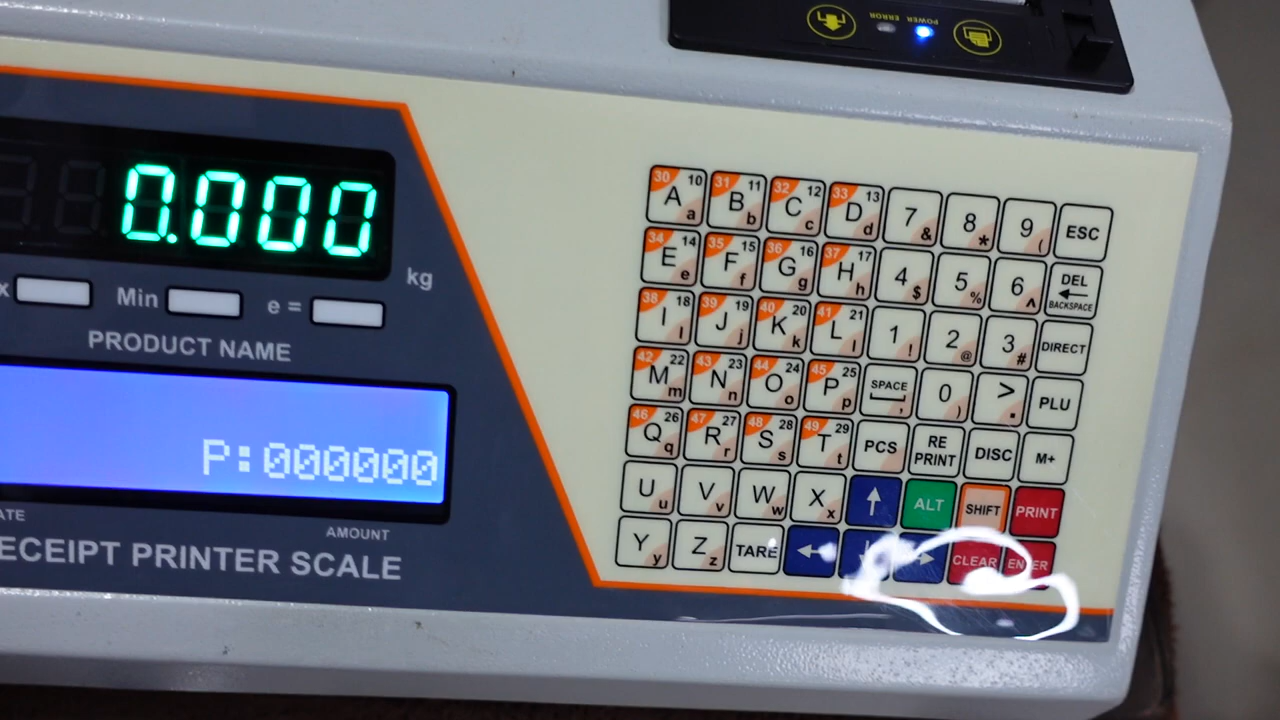 ERROR POWER
0.000
kg
x Min e =
PRODUCT NAME
P:000000
ATE AMOUNT
ECEIPT PRINTER SCALE
30 10 A a 31 11 B b 32 12 C c 33 13 D d 7 & 8 * 9 ( ESC
34 14 E e 35 15 F f 36 16 G g 37 17 H h 4 $ 5 % 6 ^ DEL ← BACKSPACE
38 18 I I 39 19 J j 40 20 K k 41 21 L l 1 ! 2 @ 3 # DIRECT
42 22 M m 43 23 N n 44 24 O o 45 25 P p SPACE , 0 ) > . PLU
46 26 Q q 47 27 R r 48 28 S s 49 29 T t PCS RE PRINT DISC M+
U u V v W w X x ↑ ALT SHIFT PRINT
Y y Z z TARE ← ↓ → CLEAR ENTER